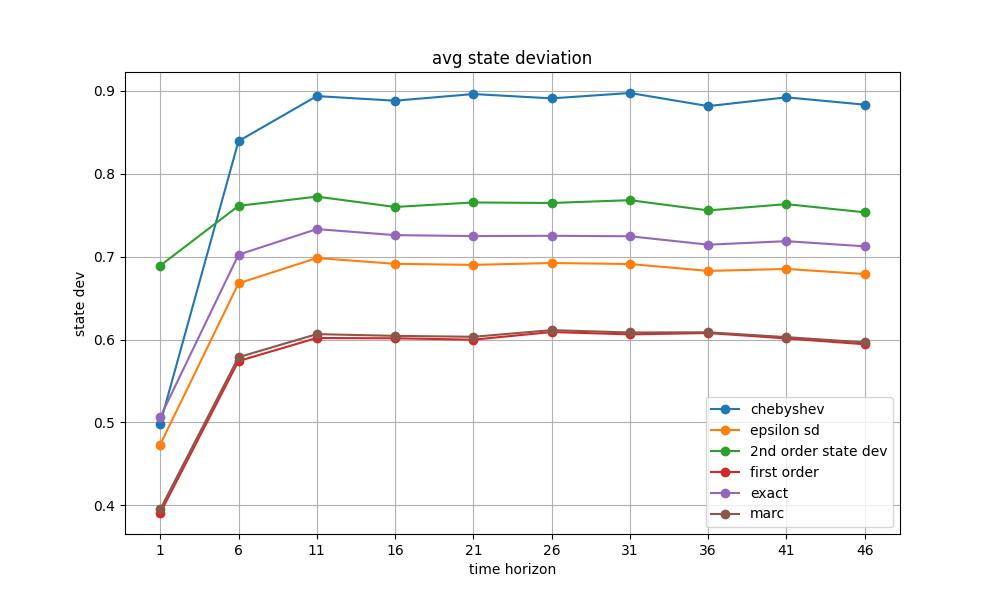 avg state deviation
state dev
0.9
0.8
0.7
0.6
0.5
0.4
1 6 11 16 21 26 31 36 41 46
time horizon
chebyshev
epsilon sd
2nd order state dev
first order
exact
marc